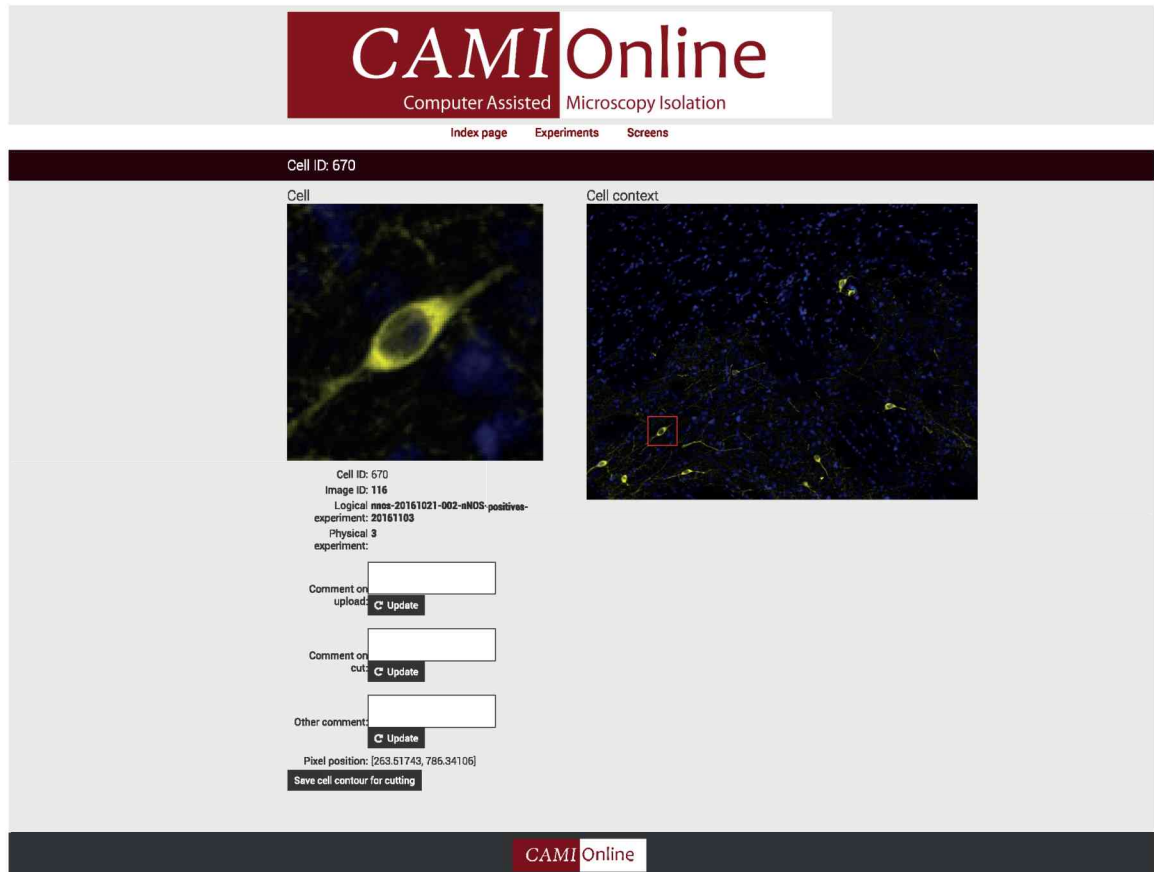 CAMI Online
Computer Assisted Microscopy Isolation
Index page Experiments Screens
Cell ID: 670
Cell
Cell context
Cell ID: 670
Image ID: 116
Logical experiment: nnos-20161021-002-nNOS-positives-20161103
Physical experiment: 3
Comment on upload:
Update
Comment on cut:
Update
Other comment:
Update
Pixel position: [263.51743, 786.34106]
Save cell contour for cutting
CAMI Online